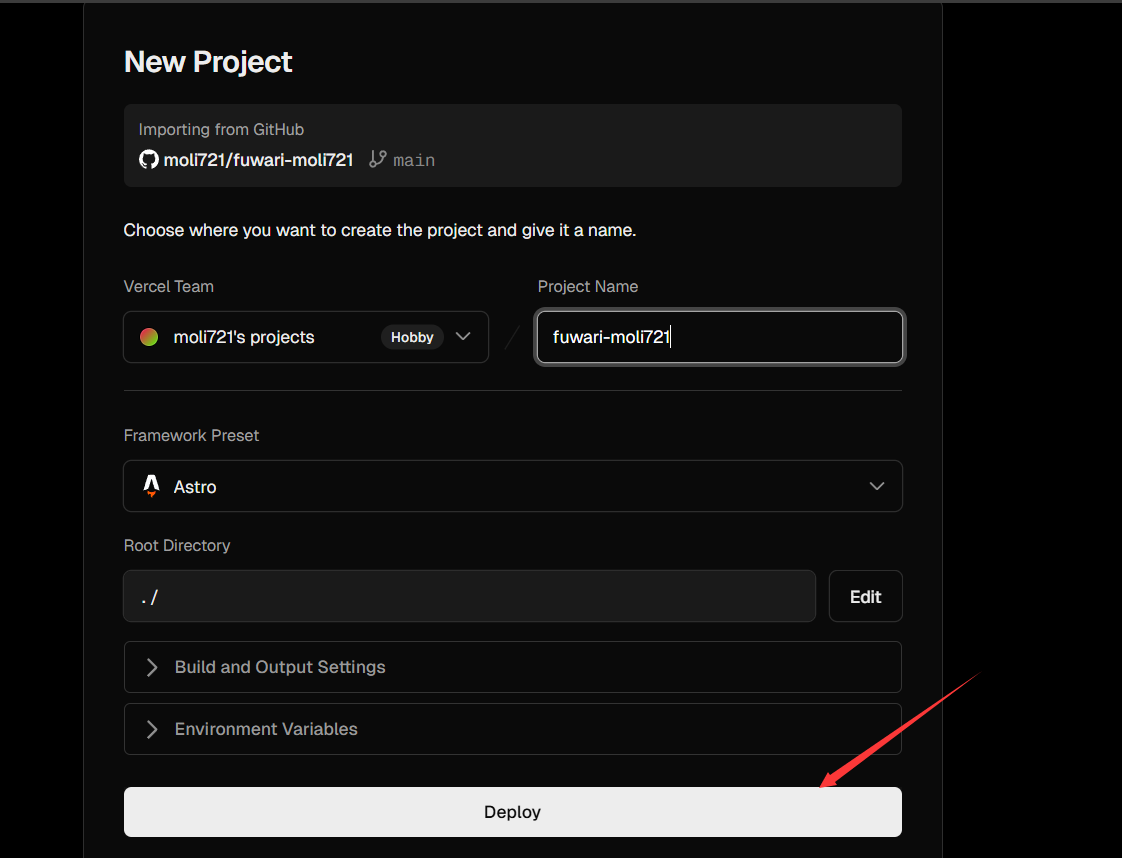 New Project
Importing from GitHub
moli721/fuwari-moli721 main
Choose where you want to create the project and give it a name.
Vercel Team
moli721's projects Hobby
Project Name
fuwari-moli721
Framework Preset
Astro
Root Directory
./
Edit
Build and Output Settings
Environment Variables
Deploy